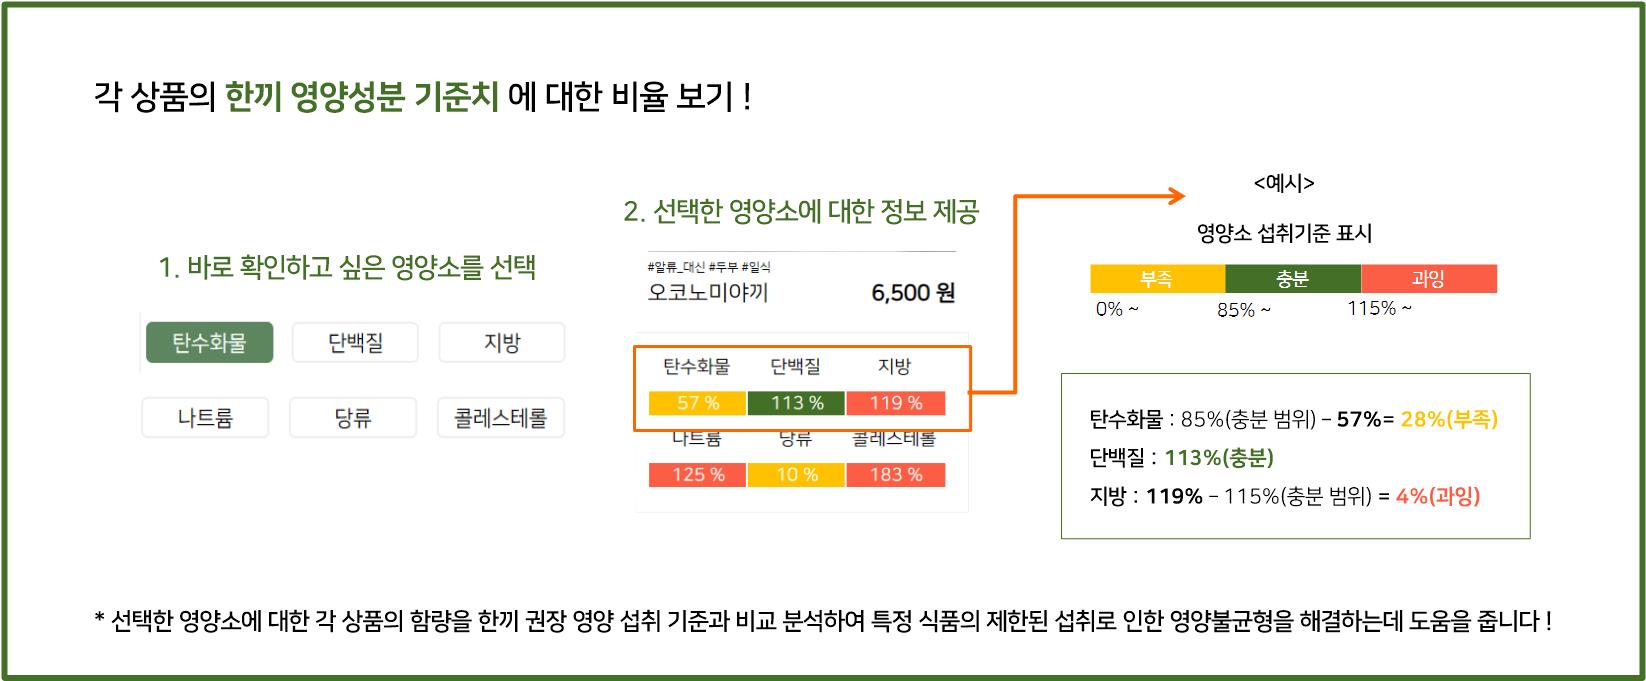 각 상품의 한끼 영양성분 기준치 에 대한 비율 보기 !
1. 바로 확인하고 싶은 영양소를 선택
탄수화물 단백질 지방
나트륨 당류 콜레스테롤
2. 선택한 영양소에 대한 정보 제공
#알류_대신 #두부 #일식
오코노미야끼 6,500 원
탄수화물 단백질 지방
57 % 113 % 119 %
나트륨 당류 콜레스테롤
125 % 10 % 183 %
<예시>
영양소 섭취기준 표시
부족 충분 과잉
0% ~ 85% ~ 115% ~
탄수화물 : 85%(충분 범위) – 57%= 28%(부족)
단백질 : 113%(충분)
지방 : 119% – 115%(충분 범위) = 4%(과잉)
* 선택한 영양소에 대한 각 상품의 함량을 한끼 권장 영양 섭취 기준과 비교 분석하여 특정 식품의 제한된 섭취로 인한 영양불균형을 해결하는데 도움을 줍니다 !